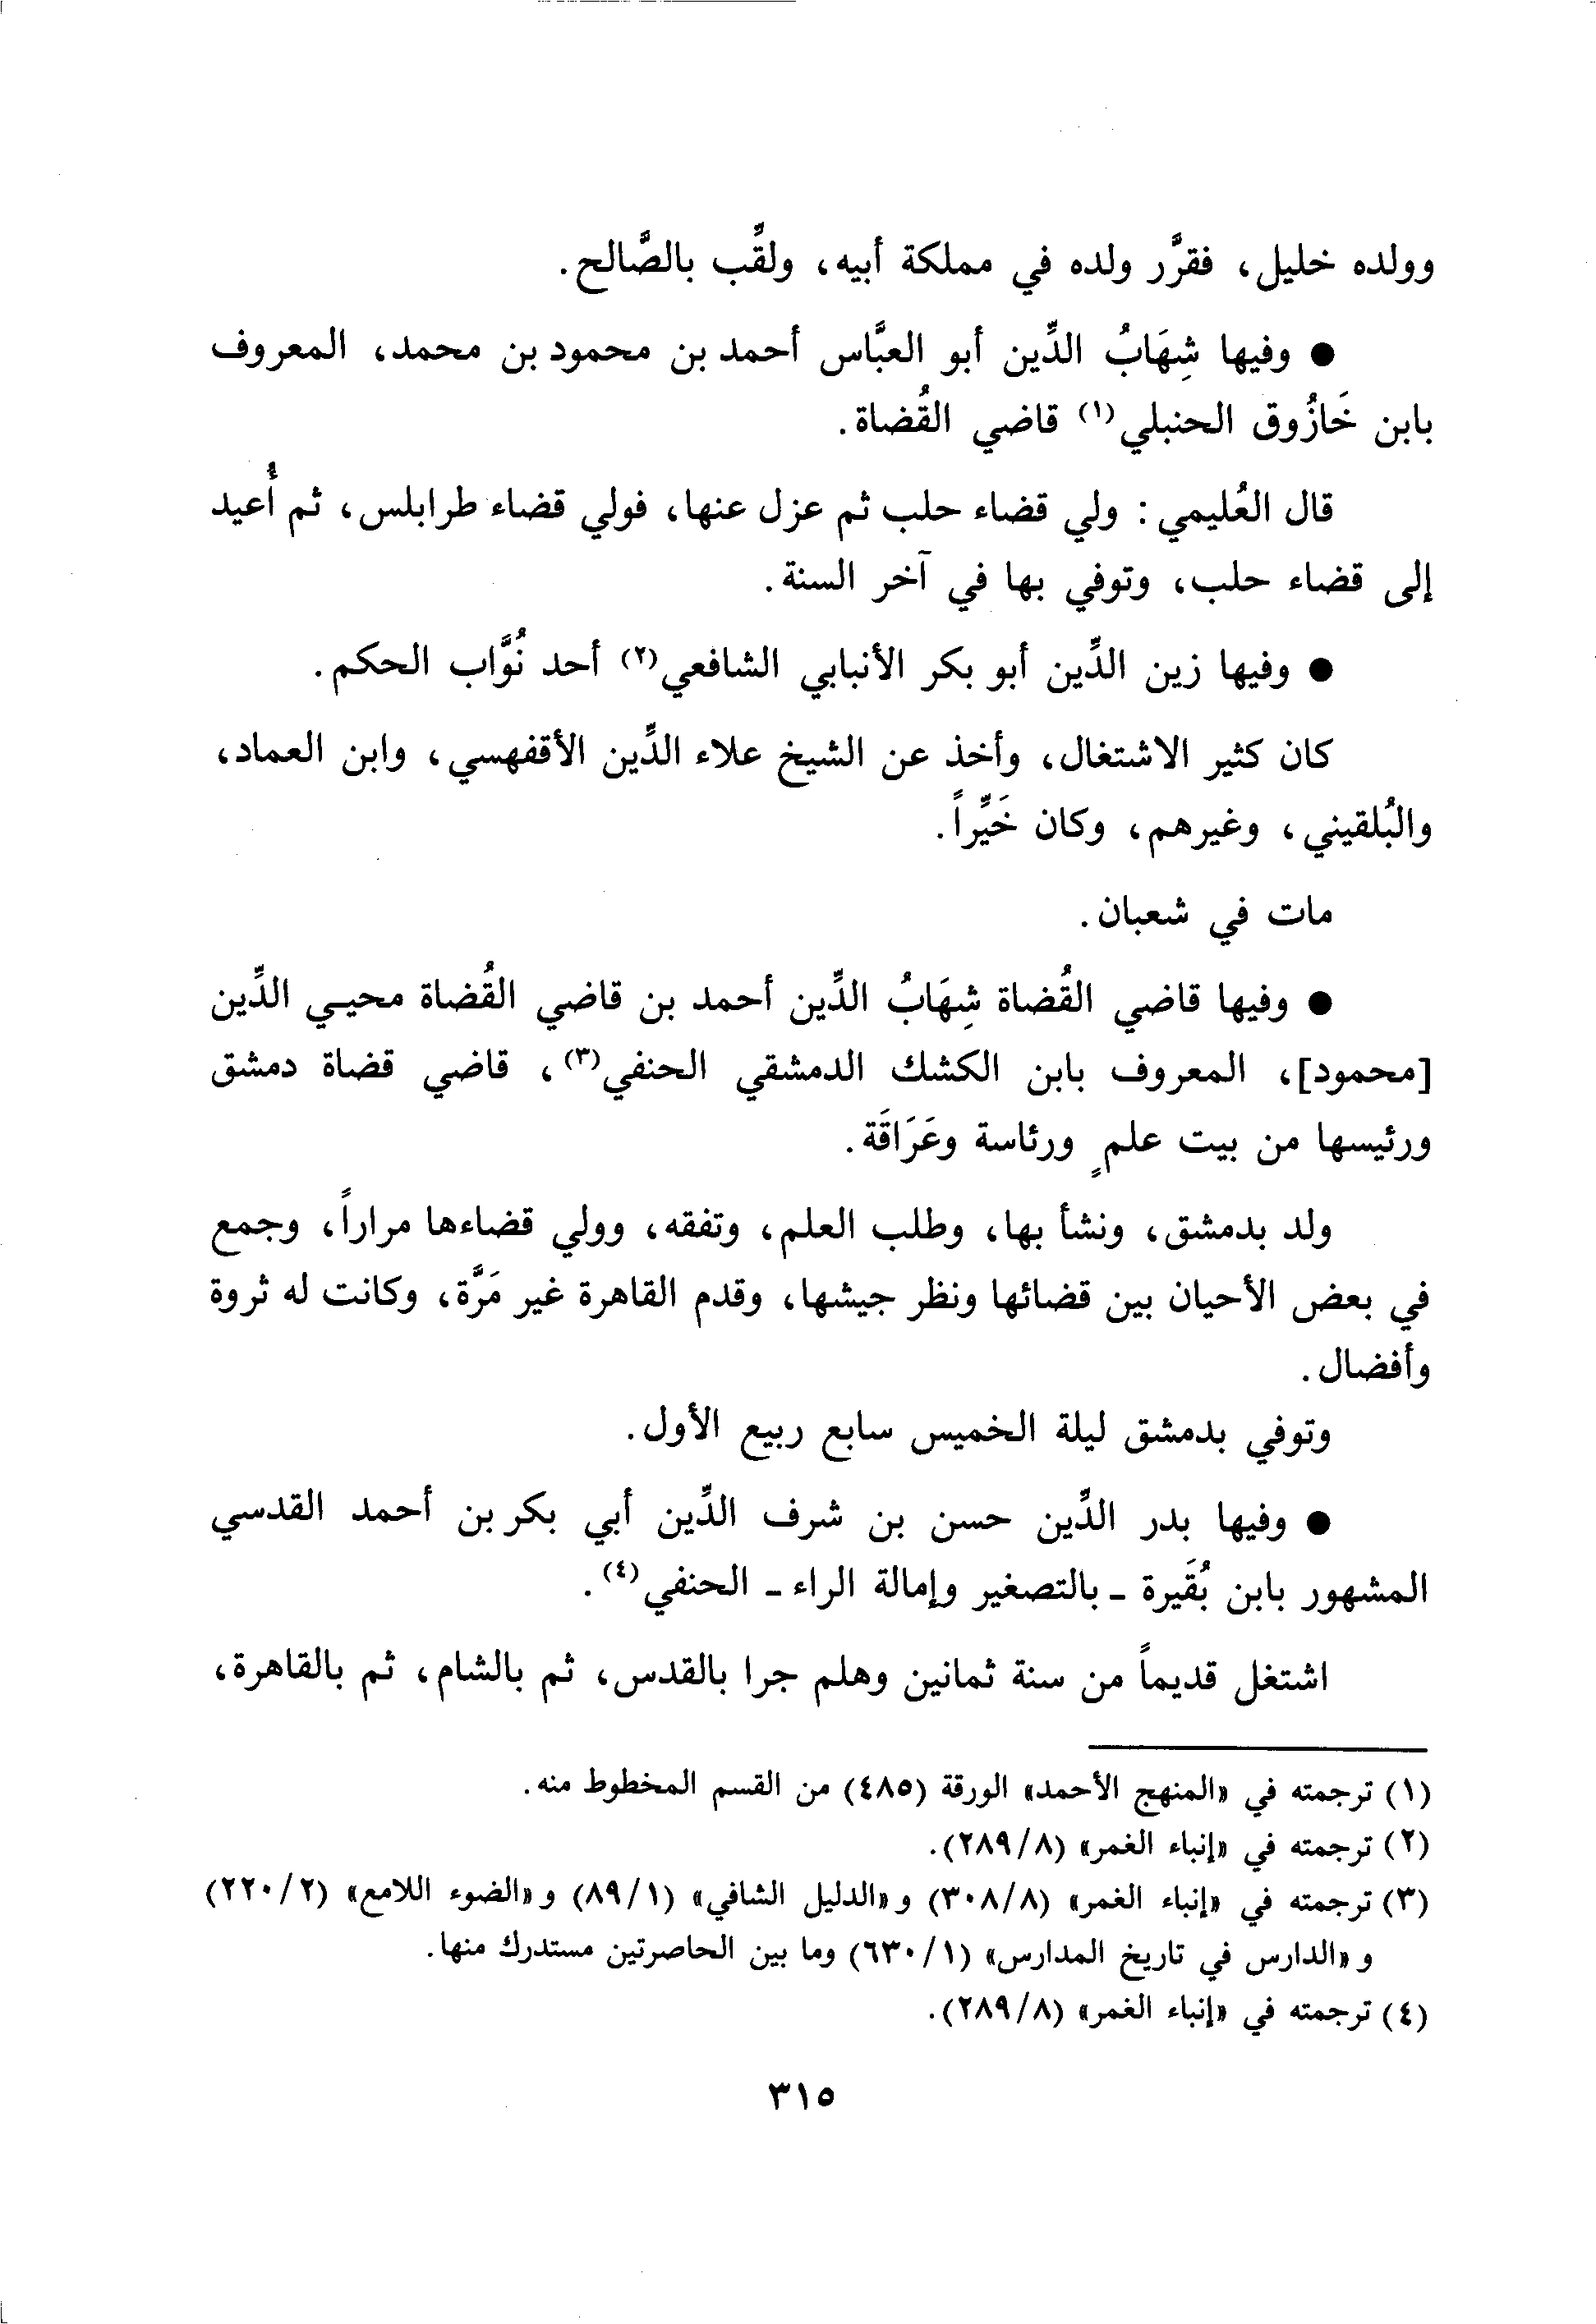 وولده خليل، فقرَّر ولده في مملكة أبيه، ولقِّب بالصَّالح.
● وفيها شِهَابُ الدِّين أبو العبَّاس أحمد بن محمود بن محمد، المعروف
بابن خَازُوق الحنبلي(١) قاضي القُضاة.
قال العُليمي: ولي قضاء حلب ثم عزل عنها، فولي قضاء طرابلس، ثم أُعيد
إلى قضاء حلب، وتوفي بها في آخر السنة.
● وفيها زين الدِّين أبو بكر الأنبابي الشافعي(٢) أحد نُوَّاب الحكم.
كان كثير الاشتغال، وأخذ عن الشيخ علاء الدِّين الأقفهسي، وابن العماد،
والبُلقيني، وغيرهم، وكان خَيِّراً.
مات في شعبان.
● وفيها قاضي القُضاة شِهَابُ الدِّين أحمد بن قاضي القُضاة محيـي الدِّين
[محمود]، المعروف بابن الكشك الدمشقي الحنفي(٣)، قاضي قضاة دمشق
ورئيسها من بيت علمٍ ورئاسة وعَرَاقَة.
ولد بدمشق، ونشأ بها، وطلب العلم، وتفقه، وولي قضاءها مراراً، وجمع
في بعض الأحيان بين قضائها ونظر جيشها، وقدم القاهرة غير مَرَّة، وكانت له ثروة
وأفضال.
وتوفي بدمشق ليلة الخميس سابع ربيع الأول.
● وفيها بدر الدِّين حسن بن شرف الدِّين أبي بكر بن أحمد القدسي
المشهور بابن بُقَيرة - بالتصغير وإمالة الراء - الحنفي(٤).
اشتغل قديماً من سنة ثمانين وهلم جرا بالقدس، ثم بالشام، ثم بالقاهرة،
(١) ترجمته في «المنهج الأحمد» الورقة (٤٨٥) من القسم المخطوط منه.
(٢) ترجمته في «إنباء الغمر» (٢٨٩/٨).
(٣) ترجمته في «إنباء الغمر» (٣٠٨/٨) و«الدليل الشافي» (٨٩/١) و«الضوء اللامع» (٢٢٠/٢)
و«الدارس في تاريخ المدارس» (٦٣٠/١) وما بين الحاصرتين مستدرك منها.
(٤) ترجمته في «إنباء الغمر» (٢٨٩/٨).
٣١٥